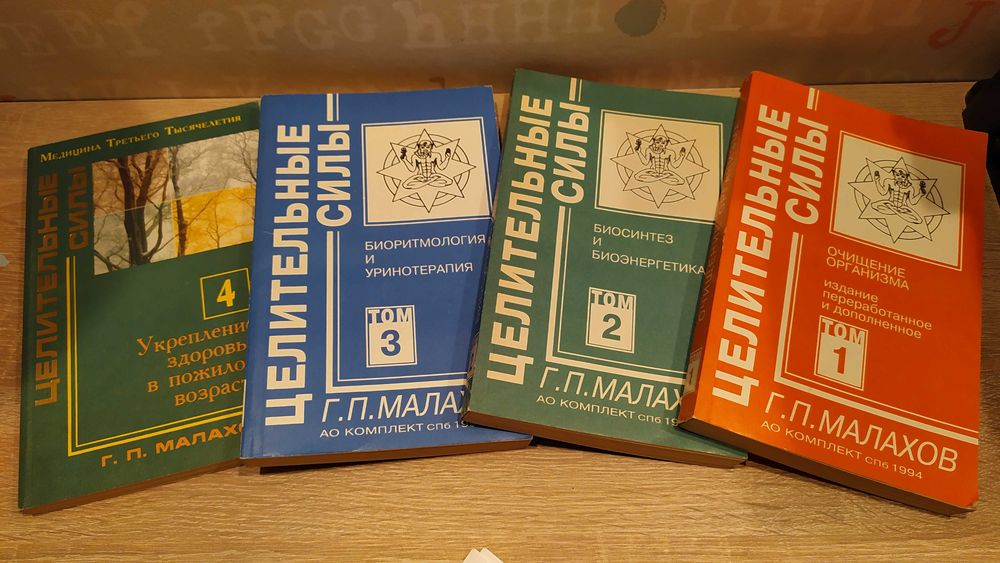 Медицина Третьего Тысячелетия
ЦЕЛИТЕЛЬНЫЕ
СИЛЫ
4
Укрепление
здоровь
в пожило
возраст
Г. П. МАЛАХО
ЦЕЛИТЕЛЬНЫЕ
СИЛЫ
БИОРИТМОЛОГИЯ
И
УРИНОТЕРАПИЯ
ТОМ
3
Г.П.МАЛАХ
АО КОМПЛЕКТ СПб 19
ЦЕЛИТЕЛЬНЫЕ
СИЛЫ
БИОСИНТЕЗ
И
БИОЭНЕРГЕТИКА
ТОМ
2
Г.П.МАЛАХ
АО КОМПЛЕКТ СПб 19
ЦЕЛИТЕЛЬНЫЕ
СИЛЫ
ОЧИЩЕНИЕ
ОРГАНИЗМА
издание
переработанное
и дополненное
ТОМ
1
Г.П.МАЛАХОВ
АО КОМПЛЕКТ СПб 1994